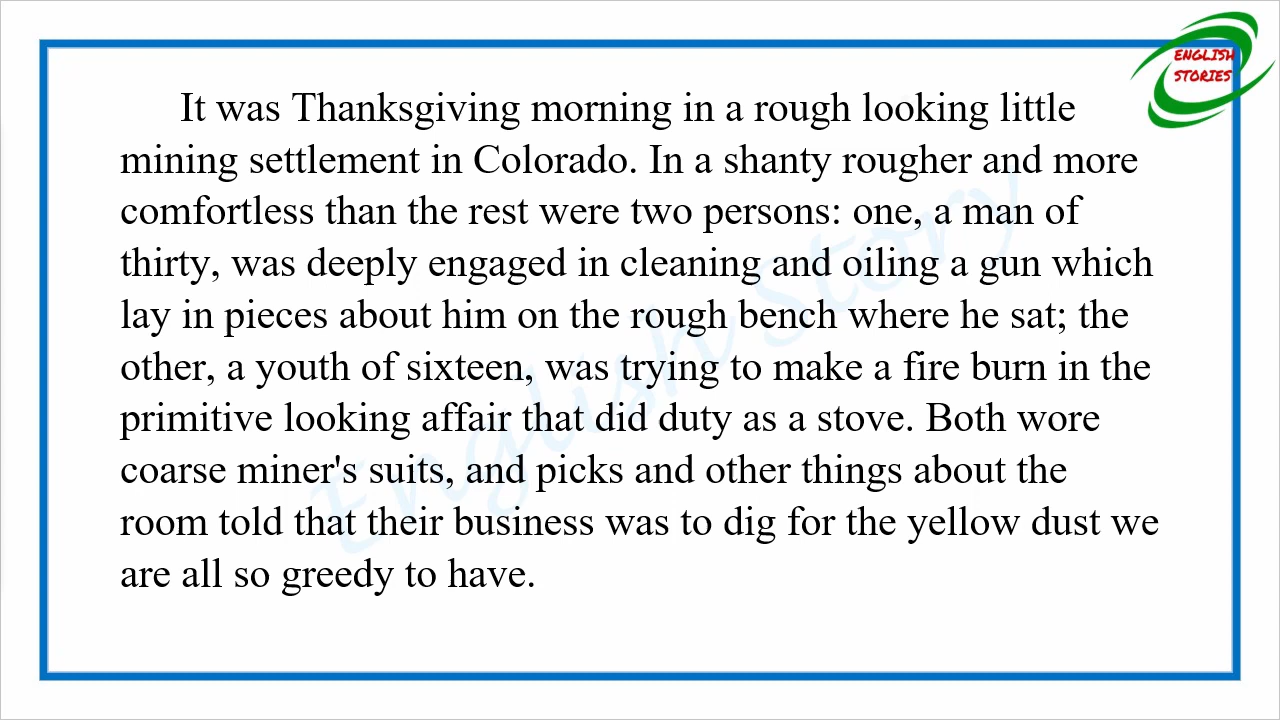 ENGLISH
STORIES
It was Thanksgiving morning in a rough looking little
mining settlement in Colorado. In a shanty rougher and more
comfortless than the rest were two persons: one, a man of
thirty, was deeply engaged in cleaning and oiling a gun which
lay in pieces about him on the rough bench where he sat; the
other, a youth of sixteen, was trying to make a fire burn in the
primitive looking affair that did duty as a stove. Both wore
coarse miner's suits, and picks and other things about the
room told that their business was to dig for the yellow dust we
are all so greedy to have.
English Story